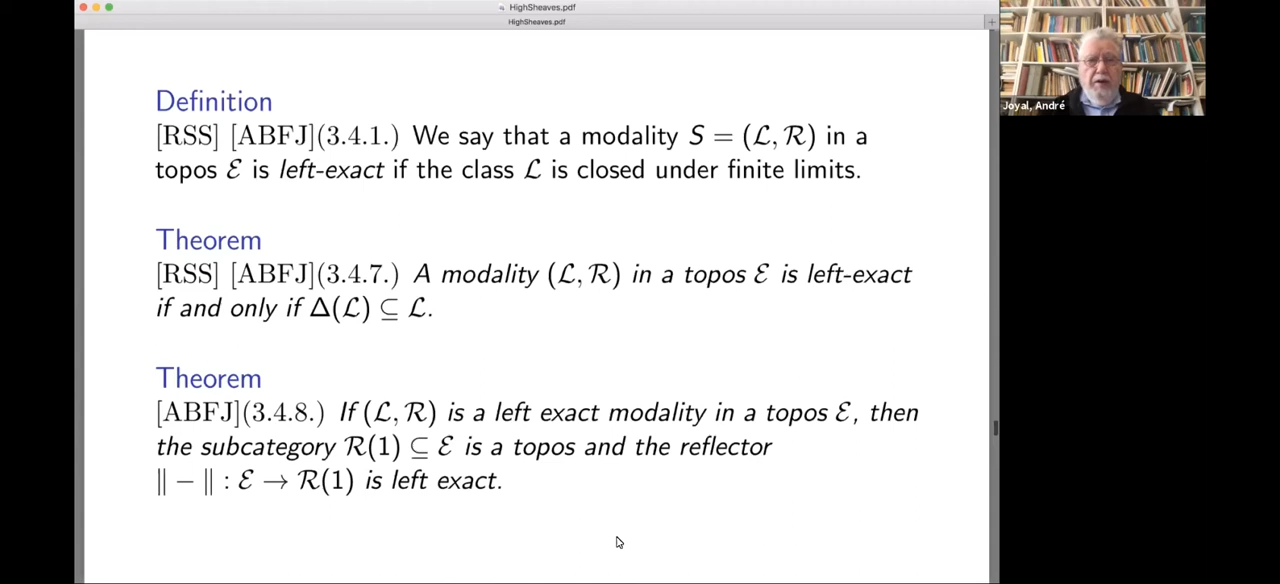 HighSheaves.pdf
HighSheaves.pdf
Definition
[RSS] [ABFJ](3.4.1.) We say that a modality S = (ℒ, ℛ) in a
topos ℰ is left-exact if the class ℒ is closed under finite limits.
Theorem
[RSS] [ABFJ](3.4.7.) A modality (ℒ, ℛ) in a topos ℰ is left-exact
if and only if Δ(ℒ) ⊆ ℒ.
Theorem
[ABFJ](3.4.8.) If (ℒ, ℛ) is a left exact modality in a topos ℰ, then
the subcategory ℛ(1) ⊆ ℰ is a topos and the reflector
‖ − ‖ : ℰ → ℛ(1) is left exact.
Joyal, André